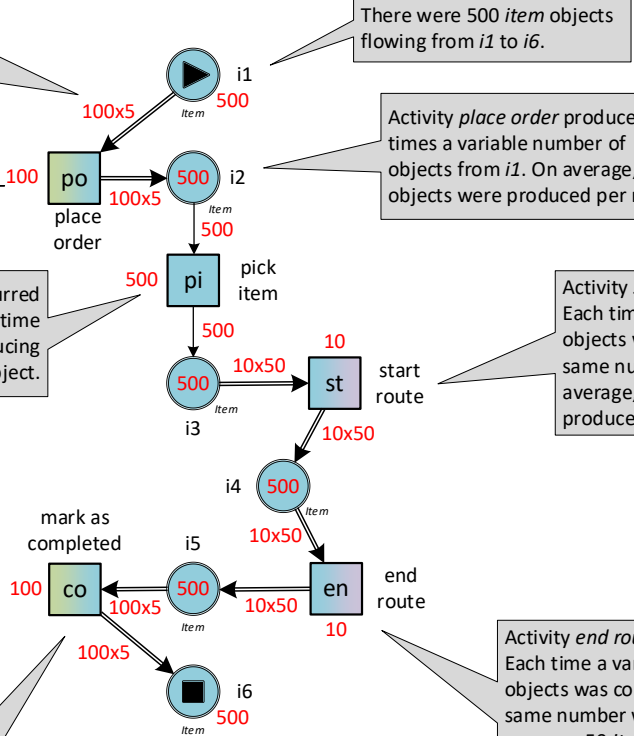 There were 500 item objects
flowing from i1 to i6.
i1
Item
500
100x5
Activity place order produce
times a variable number of
objects from i1. On average,
objects were produced per
100
po
place
order
100x5
500
i2
Item
500
urred
time
ucing
bject.
500
pi
pick
item
500
500
i3
Item
10x50
10
st
start
route
Activity
Each tim
objects
same nu
average,
produce
10x50
i4
500
Item
10x50
mark as
completed
100
co
100x5
i5
500
Item
10x50
en
end
route
10
100x5
i6
Item
500
Activity end rou
Each time a var
objects was co
same number
50